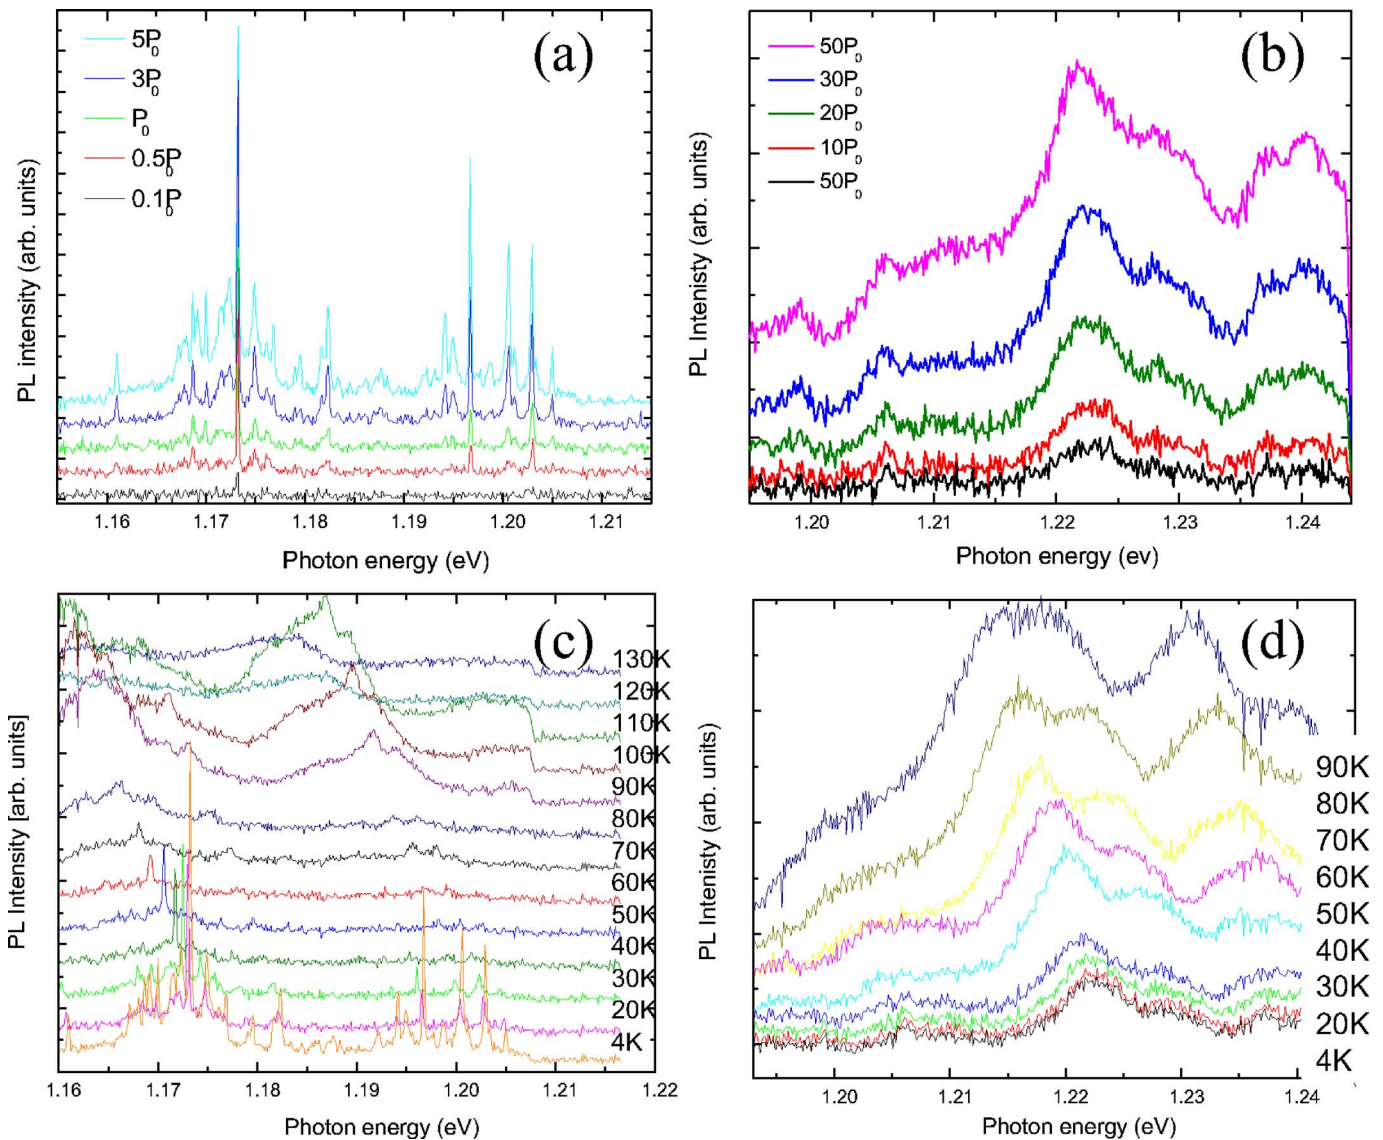 (a)
5P0
3P0
P0
0.5P0
0.1P0
PL intensity (arb. units)
1.16 1.17 1.18 1.19 1.20 1.21
Photon energy (eV)
(b)
50P0
30P0
20P0
10P0
50P0
PL Intenisty (arb. units)
1.20 1.21 1.22 1.23 1.24
Photon energy (ev)
(c)
130K
120K
110K
100K
90K
80K
70K
60K
50K
40K
30K
20K
4K
PL Intensity [arb. units)
1.16 1.17 1.18 1.19 1.20 1.21 1.22
Photon energy (eV)
(d)
90K
80K
70K
60K
50K
40K
30K
20K
4K
PL Intenisty (arb. units)
1.20 1.21 1.22 1.23 1.24
Photon energy (eV)